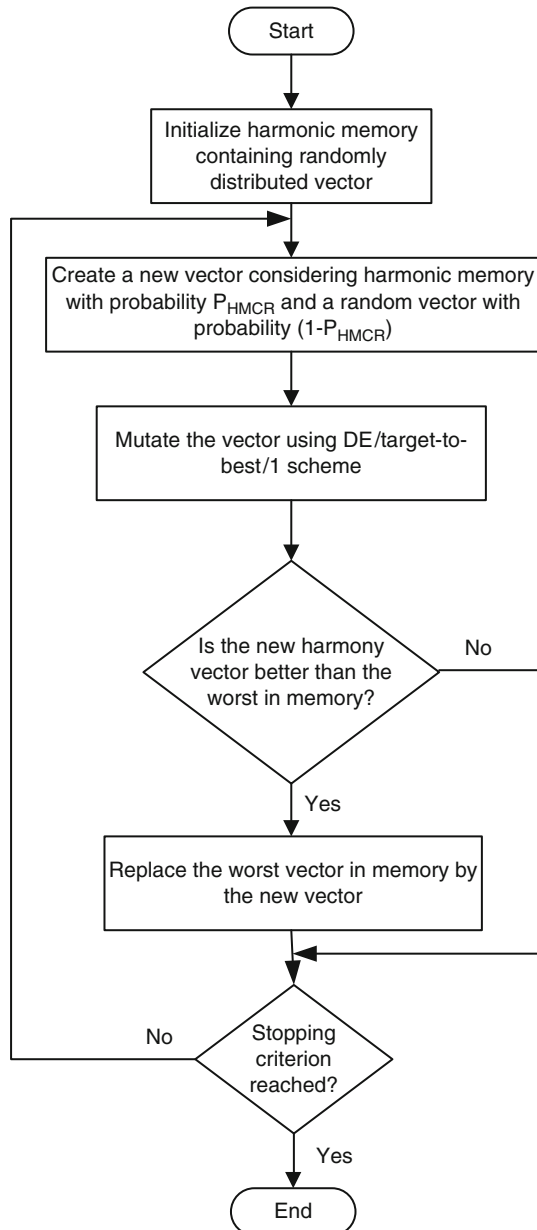 Start
Initialize harmonic memory
containing randomly
distributed vector
Create a new vector considering harmonic memory
with probability P_HMCR and a random vector with
probability (1-P_HMCR)
Mutate the vector using DE/target-to-
best/1 scheme
Is the new harmony
vector better than the
worst in memory?
No
Yes
Replace the worst vector in memory by
the new vector
No
Stopping
criterion
reached?
Yes
End